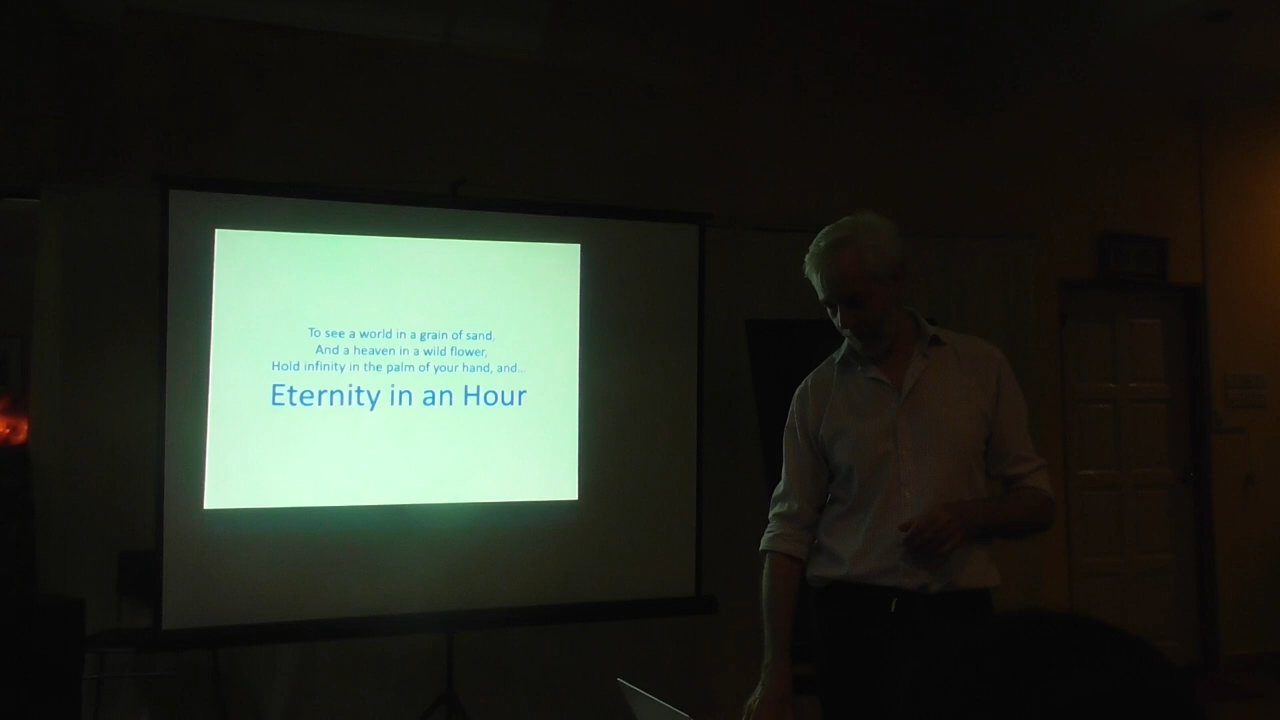 To see a world in a grain of sand,
And a heaven in a wild flower,
Hold infinity in the palm of your hand, and...
Eternity in an Hour